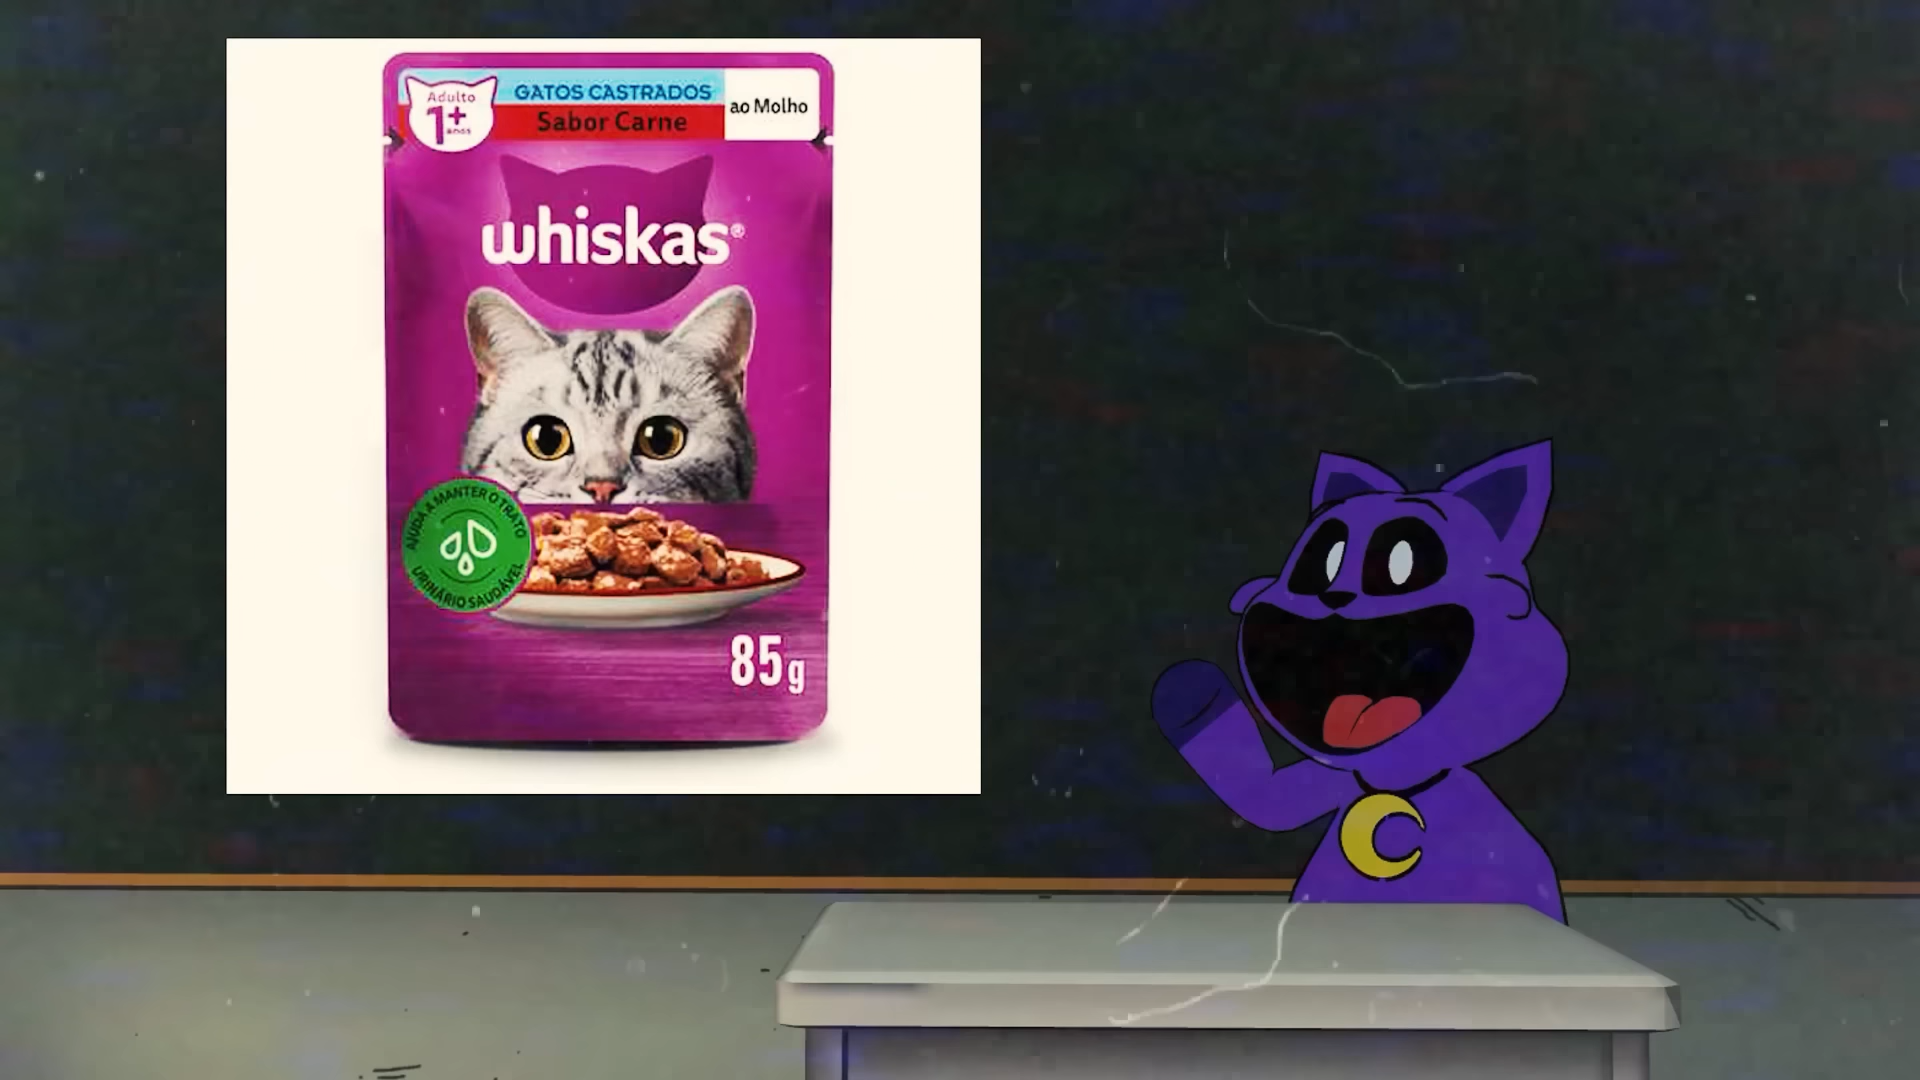 Adulto
1+
anos
GATOS CASTRADOS
Sabor Carne
ao Molho
whiskas®
AJUDA A MANTER O TRATO
URINÁRIO SAUDÁVEL
85g